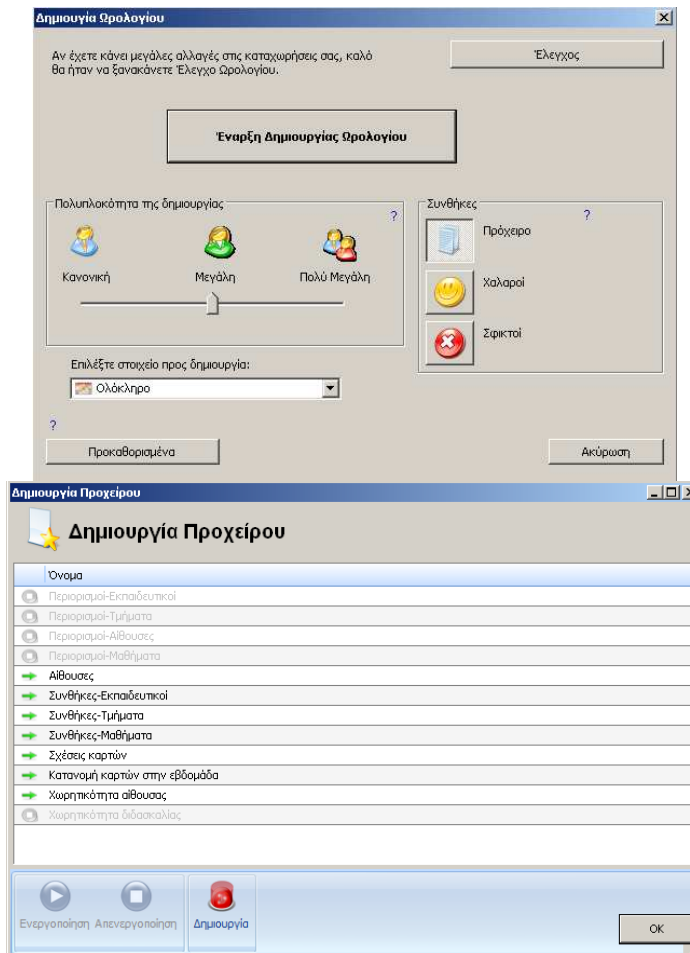 Δημιουγία Ωρολογίου
Αν έχετε κάνει μεγάλες αλλαγές στις καταχωρήσεις σας, καλό
θα ήταν να ξανακάνετε Έλεγχο Ωρολογίου.
Έλεγχος
Έναρξη Δημιουργίας Ωρολογίου
Πολυπλοκότητα της δημιουργίας
?
Κανονική Μεγάλη Πολύ Μεγάλη
Συνθήκες
?
Πρόχειρο
Χαλαροί
Σφικτοί
Επιλέξτε στοιχείο προς δημιουργία:
Ολόκληρο
?
Προκαθορισμένα
Ακύρωση
Δημιουργία Προχείρου
Δημιουργία Προχείρου
Όνομα
Περιορισμοί-Εκπαιδευτικοί
Περιορισμοί-Τμήματα
Περιορισμοί-Αίθουσες
Περιορισμοί-Μαθήματα
Αίθουσες
Συνθήκες-Εκπαιδευτικοί
Συνθήκες-Τμήματα
Συνθήκες-Μαθήματα
Σχέσεις καρτών
Κατανομή καρτών στην εβδομάδα
Χωρητικότητα αίθουσας
Χωρητικότητα διδασκαλίας
Ενεργοποίηση Απενεργοποίηση Δημιουργία
OK